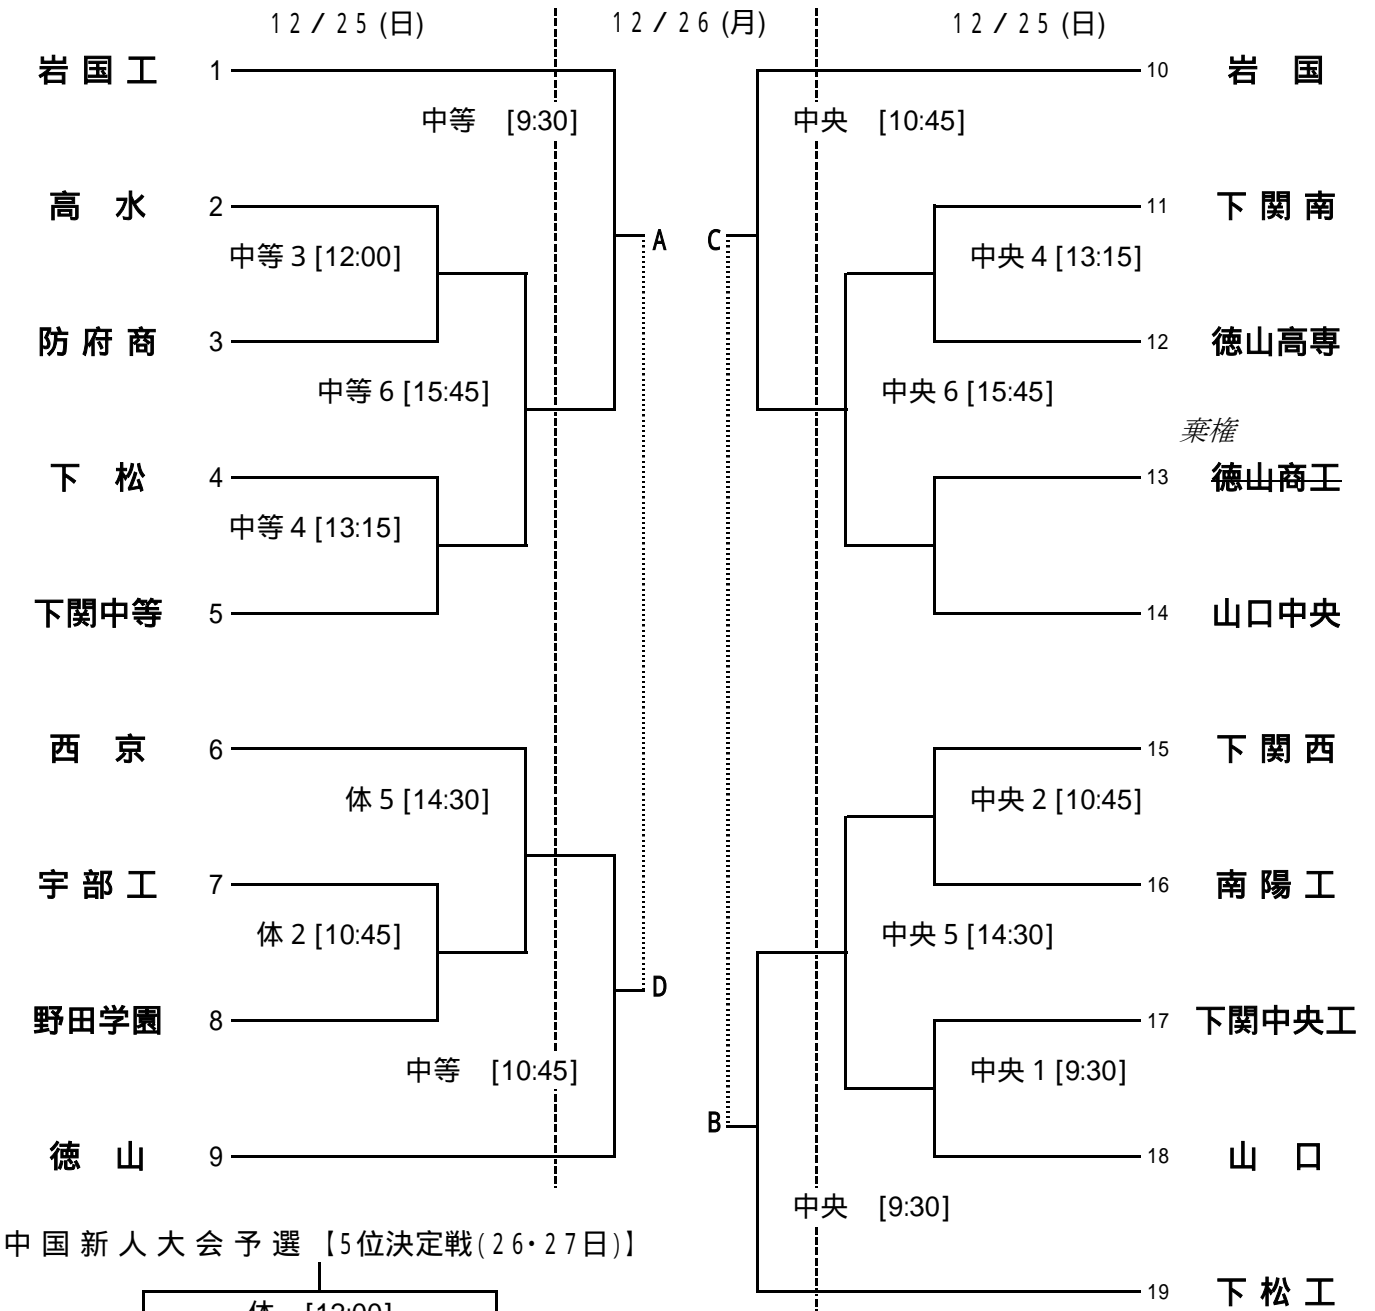 12/25(日) 12/26(月) 12/25(日)
岩国工 1
中等 [9:30]
高水 2
中等3 [12:00]
防府商 3
中等6 [15:45]
下松 4
中等4 [13:15]
下関中等 5
西京 6
体5 [14:30]
宇部工 7
体2 [10:45]
野田学園 8
中等 [10:45]
徳山 9
A
D
C
B
10 岩国
中央 [10:45]
11 下関南
中央4 [13:15]
12 徳山高専
中央6 [15:45]
棄権
13 徳山商工
14 山口中央
15 下関西
中央2 [10:45]
16 南陽工
中央5 [14:30]
17 下関中央工
中央1 [9:30]
18 山口
中央 [9:30]
19 下松工
中国新人大会予選【5位決定戦(26・27日)】
体 [12:00]